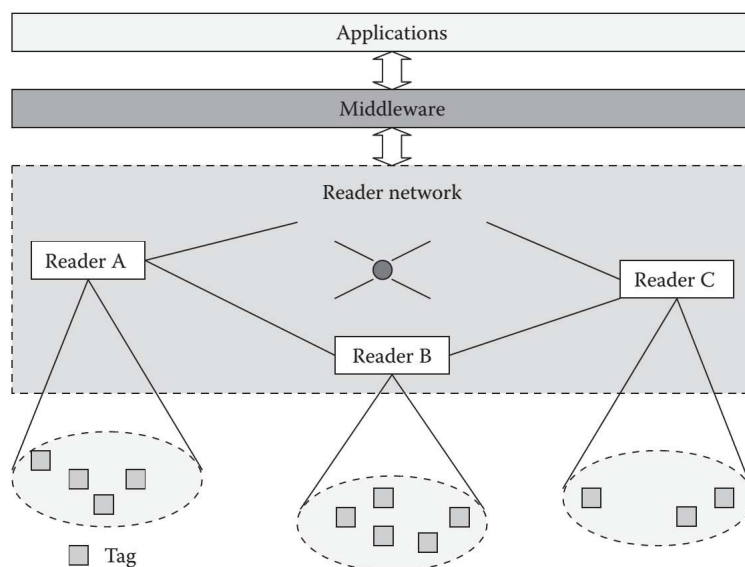 Applications
Middleware
Reader network
Reader A
Reader C
Reader B
Tag